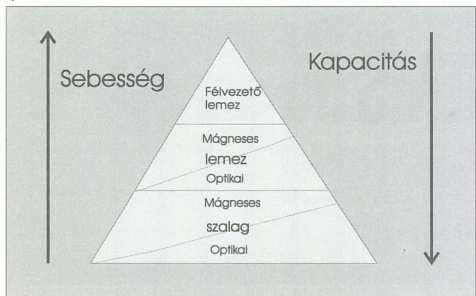 Sebesség
Kapacitás
Félvezető
lemez
Mágneses
lemez
Optikai
Mágneses
szalag
Optikai